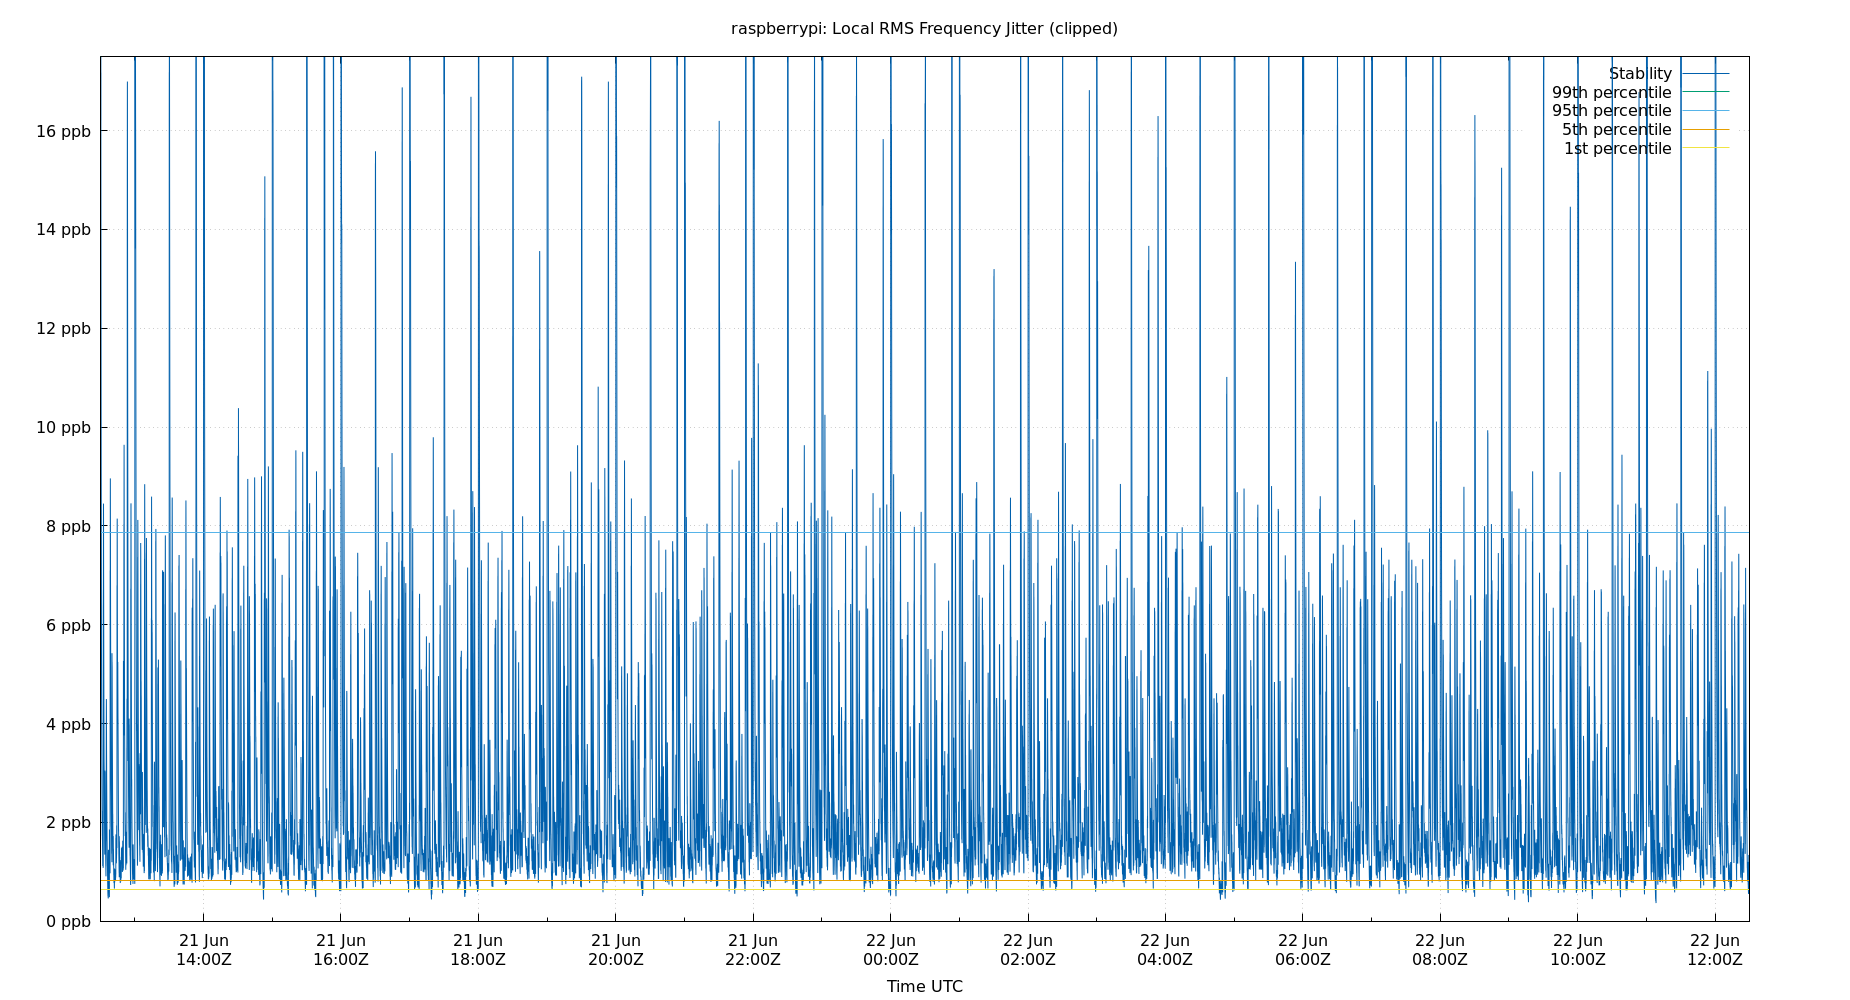 raspberrypi: Local RMS Frequency Jitter (clipped)
Stability
99th percentile
95th percentile
5th percentile
1st percentile
16 ppb
14 ppb
12 ppb
10 ppb
8 ppb
6 ppb
4 ppb
2 ppb
0 ppb
21 Jun 21 Jun 21 Jun 21 Jun 21 Jun 22 Jun 22 Jun 22 Jun 22 Jun 22 Jun 22 Jun 22 Jun
14:00Z 16:00Z 18:00Z 20:00Z 22:00Z 00:00Z 02:00Z 04:00Z 06:00Z 08:00Z 10:00Z 12:00Z
Time UTC